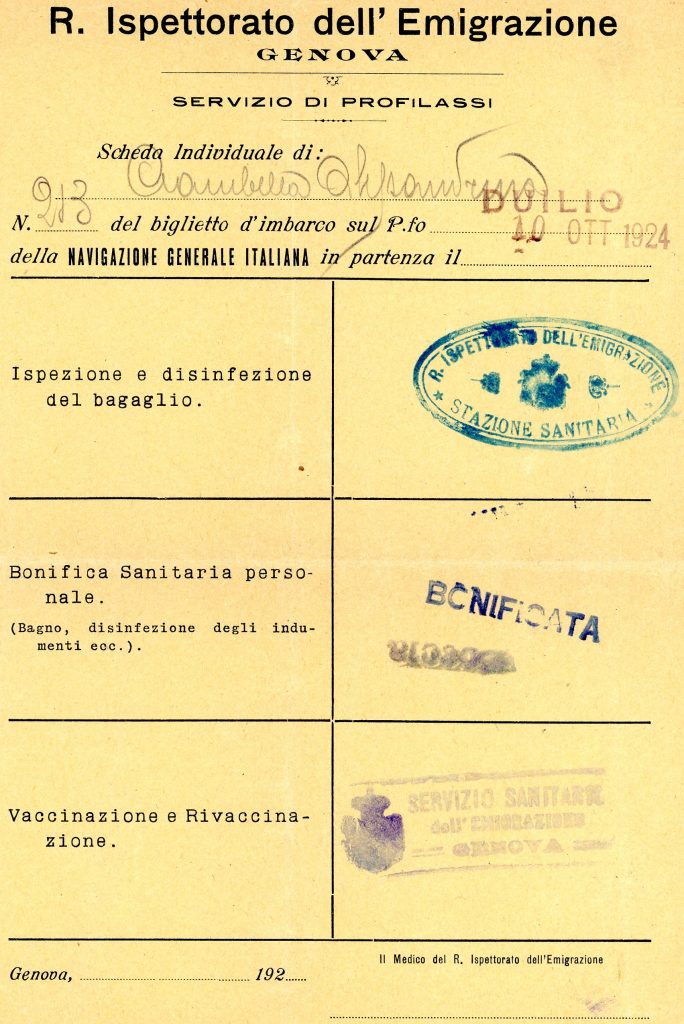 R. Ispettorato dell' Emigrazione
GENOVA
SERVIZIO DI PROFILASSI
Scheda Individuale di:
DUILIO
N. 213 del biglietto d'imbarco sul P.fo
10 OTT 1924
della NAVIGAZIONE GENERALE ITALIANA in partenza il
Ispezione e disinfezione
del bagaglio.
R. ISPETTORATO DELL'EMIGRAZIONE
STAZIONE SANITARIA
Bonifica Sanitaria perso-
nale.
(Bagno, disinfezione degli indu-
menti ecc.).
BONIFICATA
Vaccinazione e Rivaccina-
zione.
SERVIZIO SANITARIO
dell' EMIGRAZIONE
GENOVA
Il Medico del R. Ispettorato dell'Emigrazione
Genova, 192